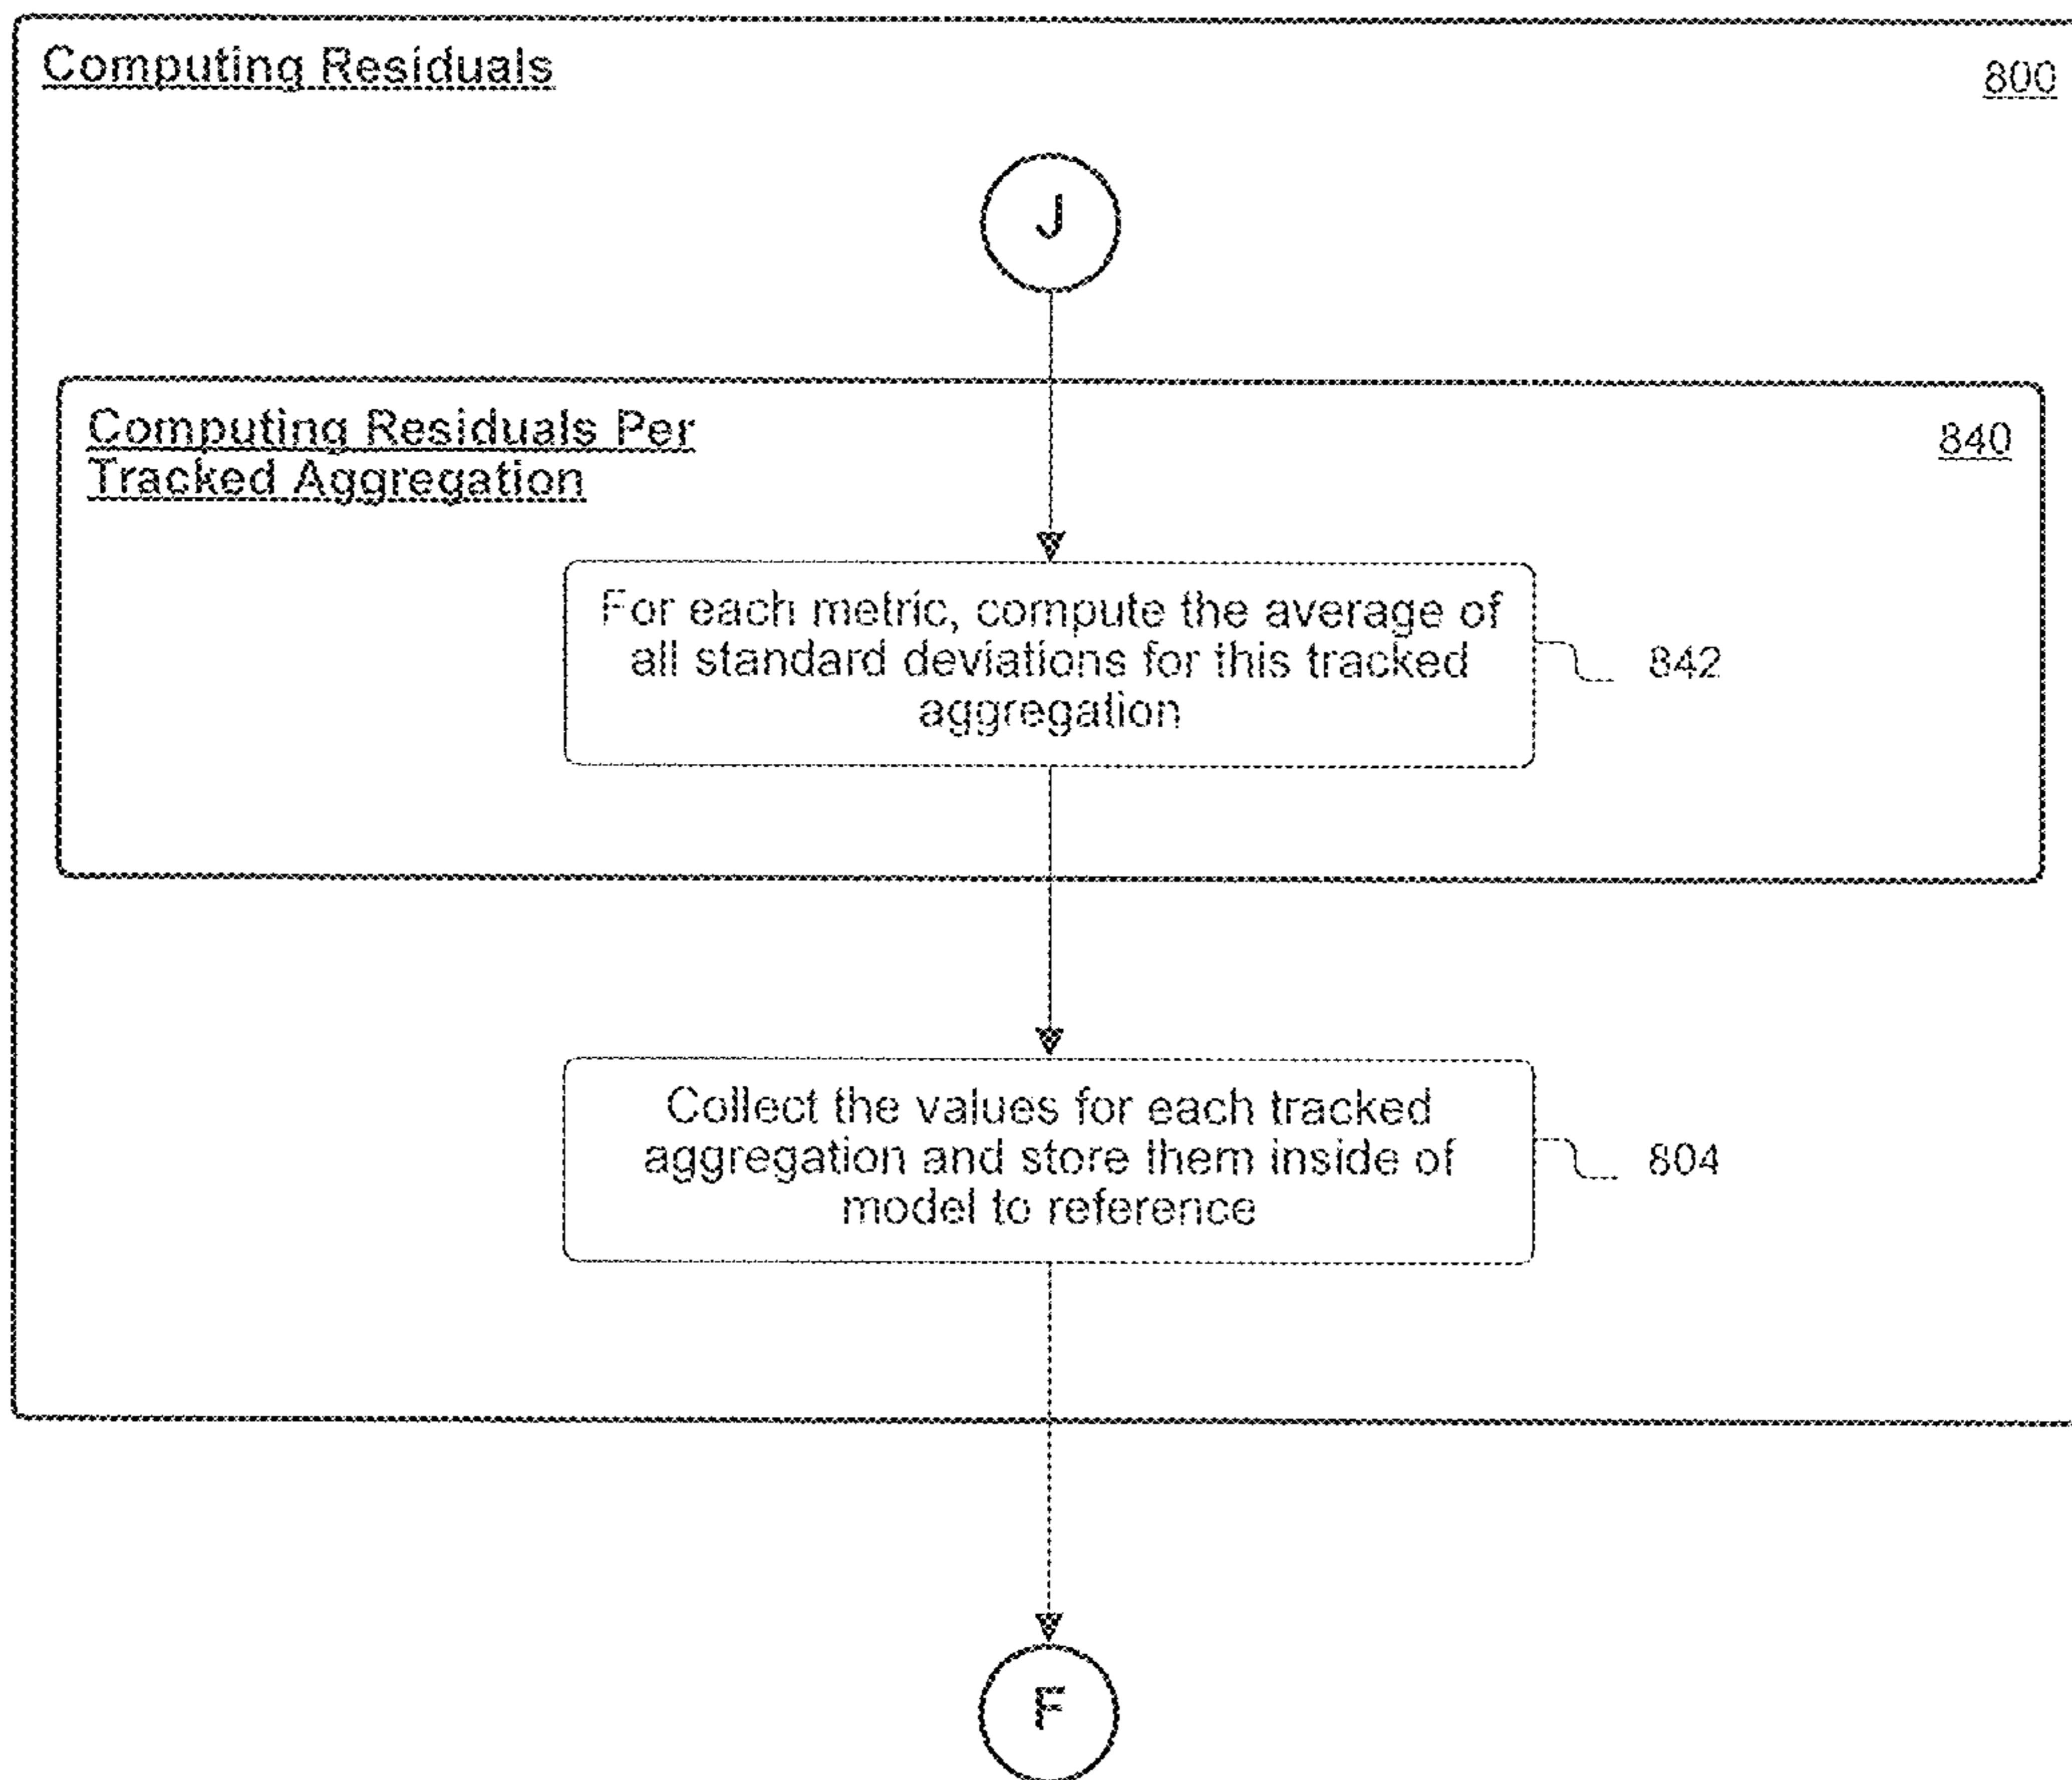 Computing Residuals
800
J
Computing Residuals Per
Tracked Aggregation
840
For each metric, compute the average of
all standard deviations for this tracked
aggregation
842
Collect the values for each tracked
aggregation and store them inside of
model to reference
804
F